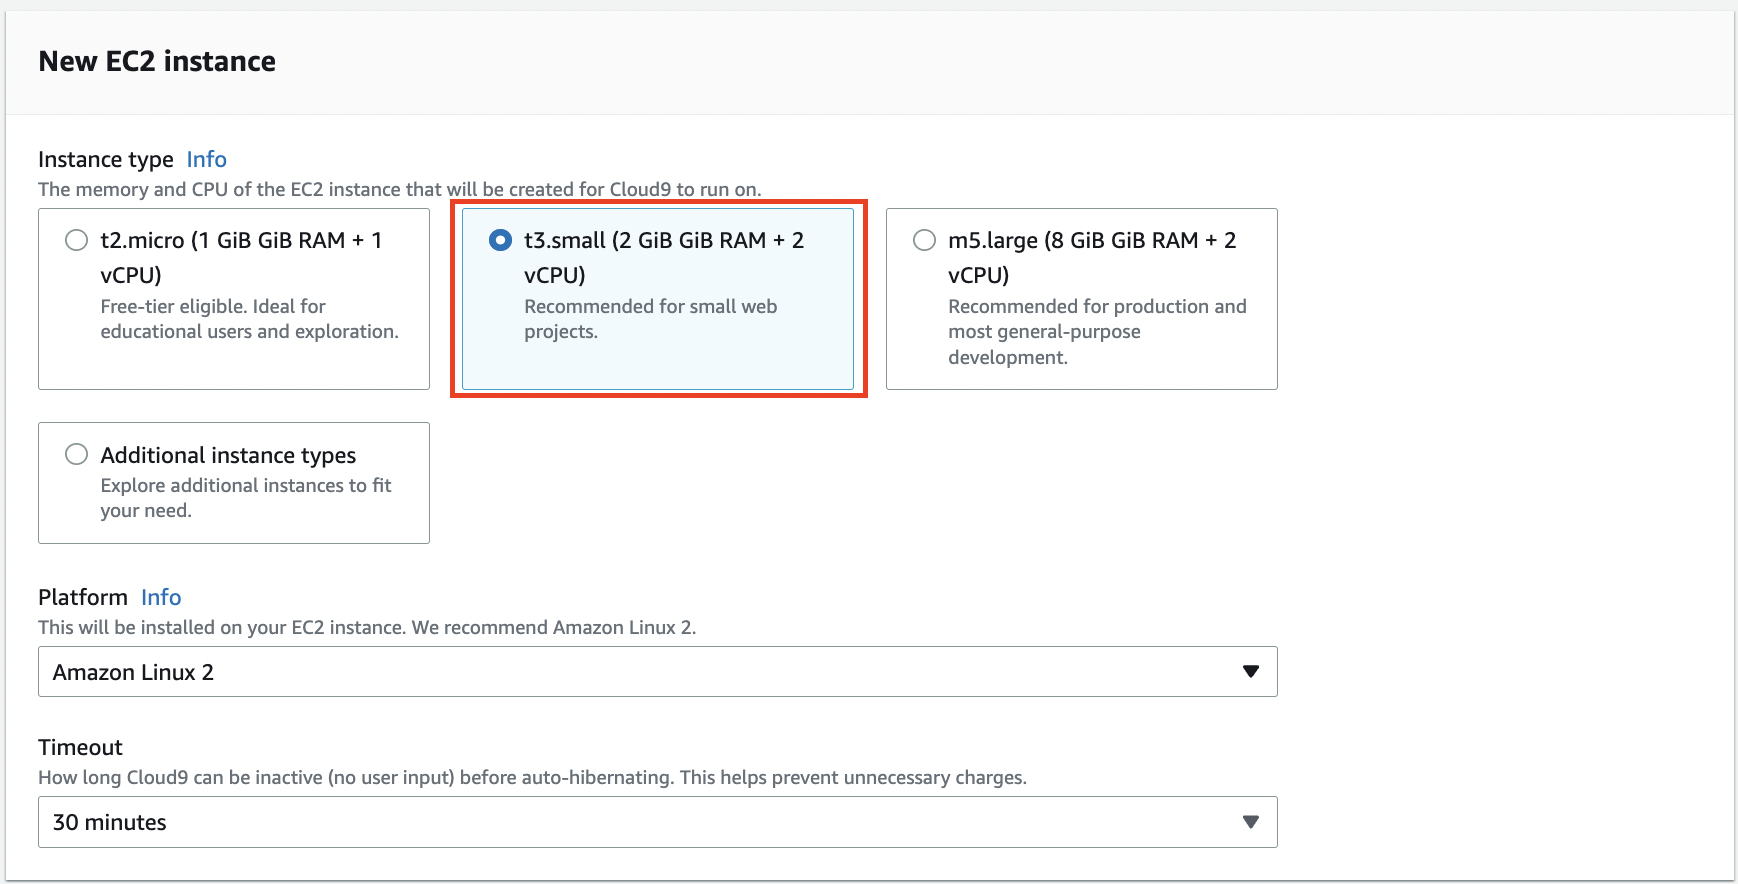 New EC2 instance
Instance type Info
The memory and CPU of the EC2 instance that will be created for Cloud9 to run on.
t2.micro (1 GiB GiB RAM + 1
vCPU)
Free-tier eligible. Ideal for
educational users and exploration.
t3.small (2 GiB GiB RAM + 2
vCPU)
Recommended for small web
projects.
m5.large (8 GiB GiB RAM + 2
vCPU)
Recommended for production and
most general-purpose
development.
Additional instance types
Explore additional instances to fit
your need.
Platform Info
This will be installed on your EC2 instance. We recommend Amazon Linux 2.
Amazon Linux 2
Timeout
How long Cloud9 can be inactive (no user input) before auto-hibernating. This helps prevent unnecessary charges.
30 minutes